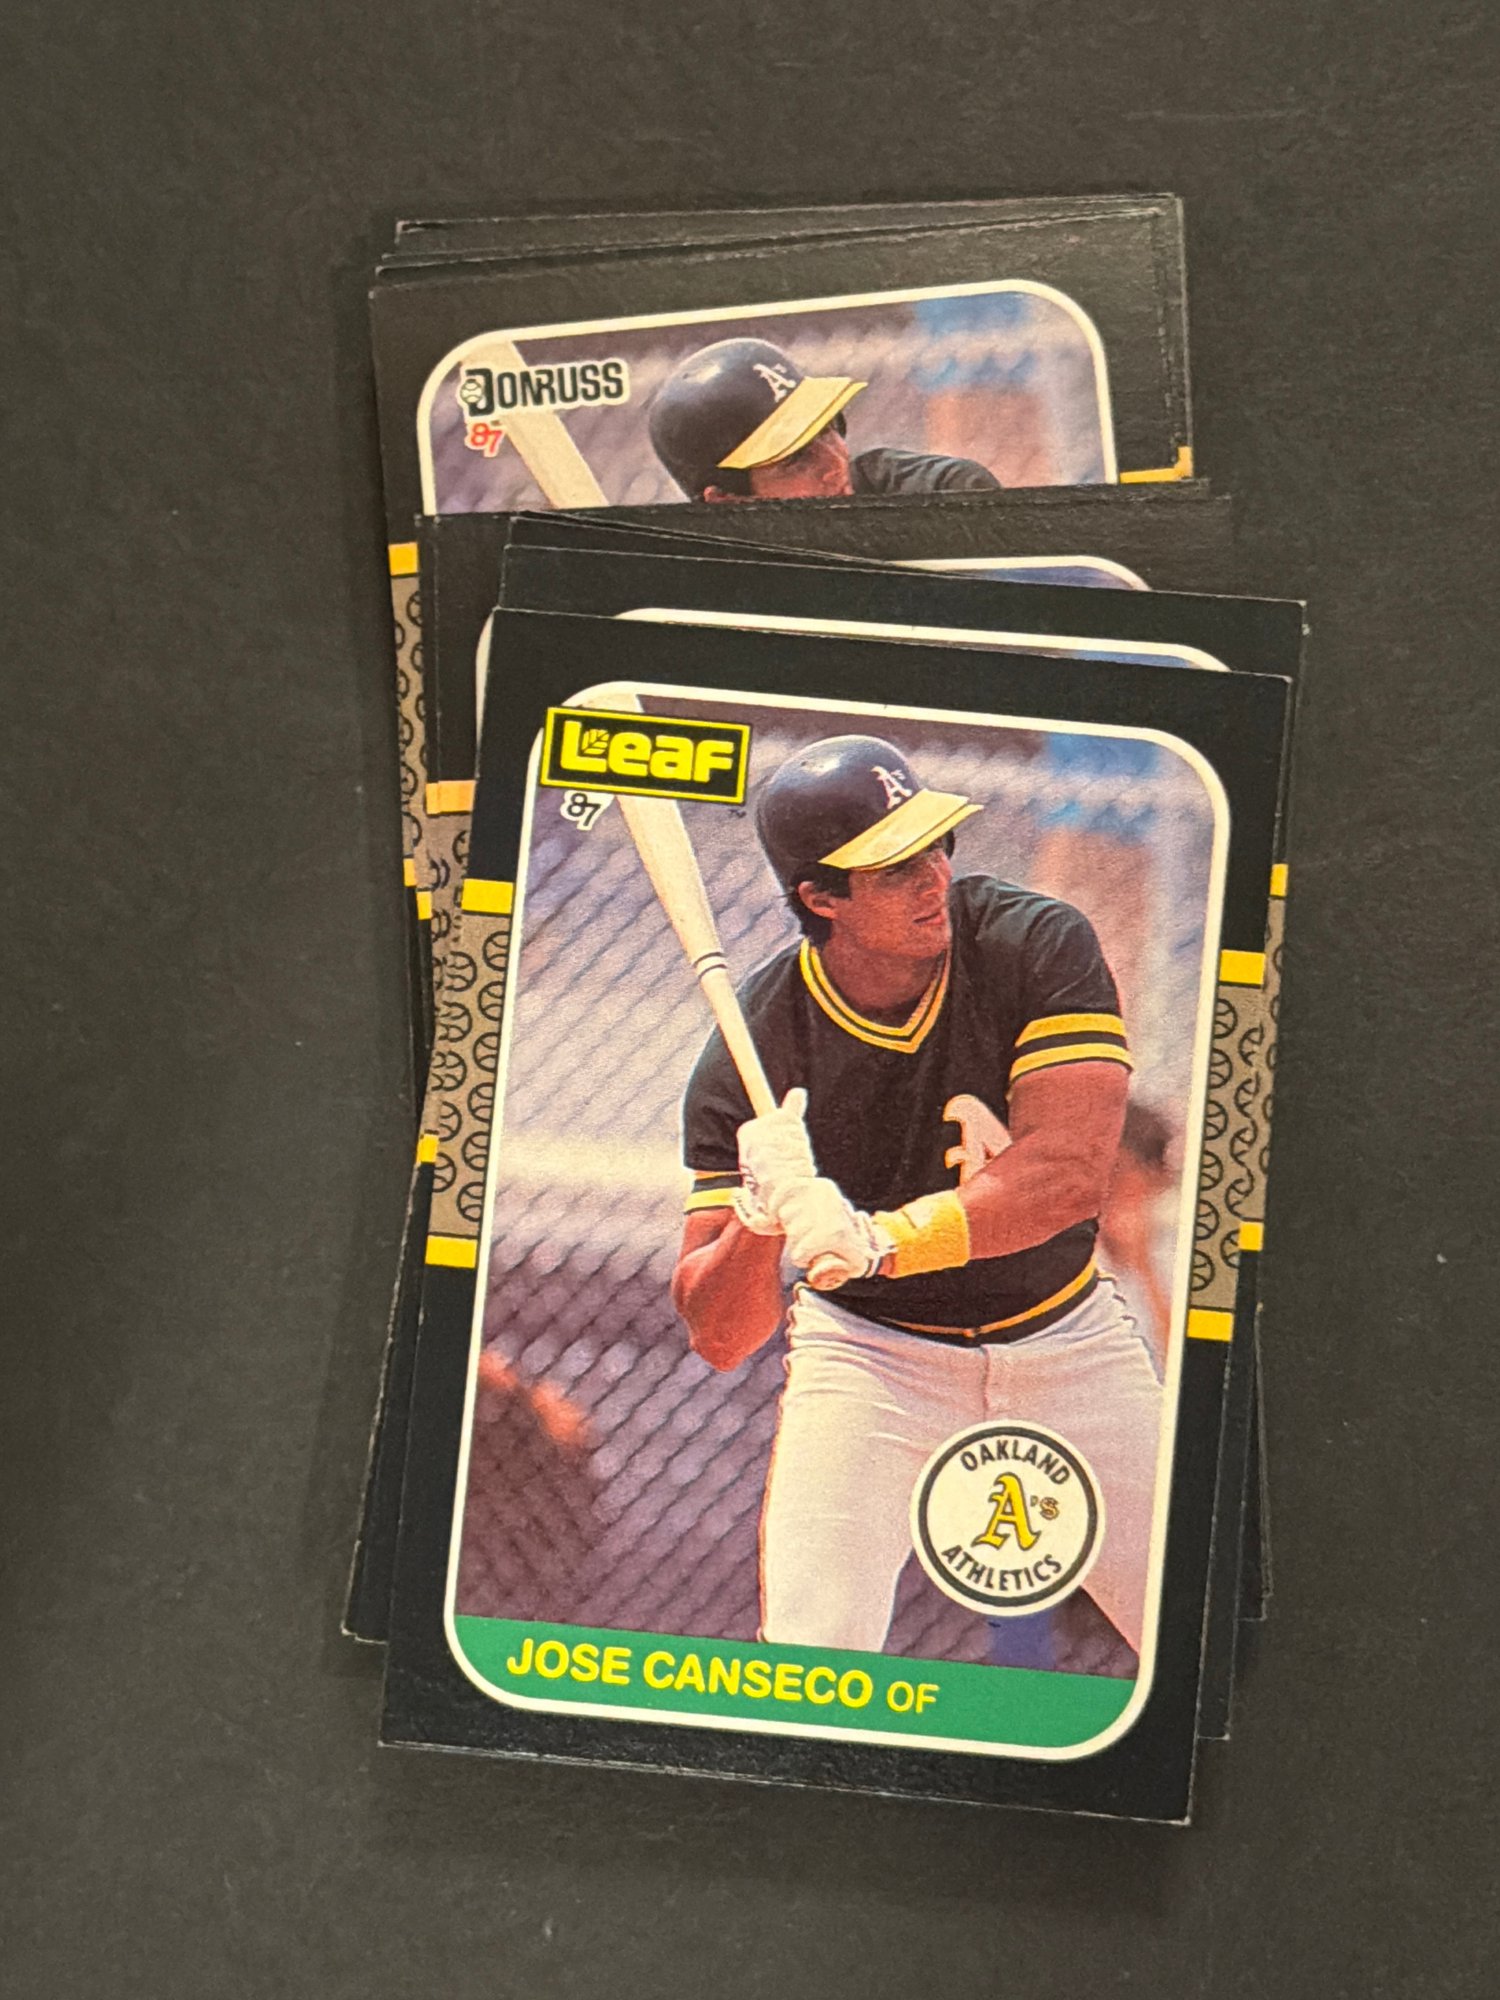 DONRUSS
87
A's
Leaf
87
A's
A
OAKLAND
A's
ATHLETICS
JOSE CANSECO OF